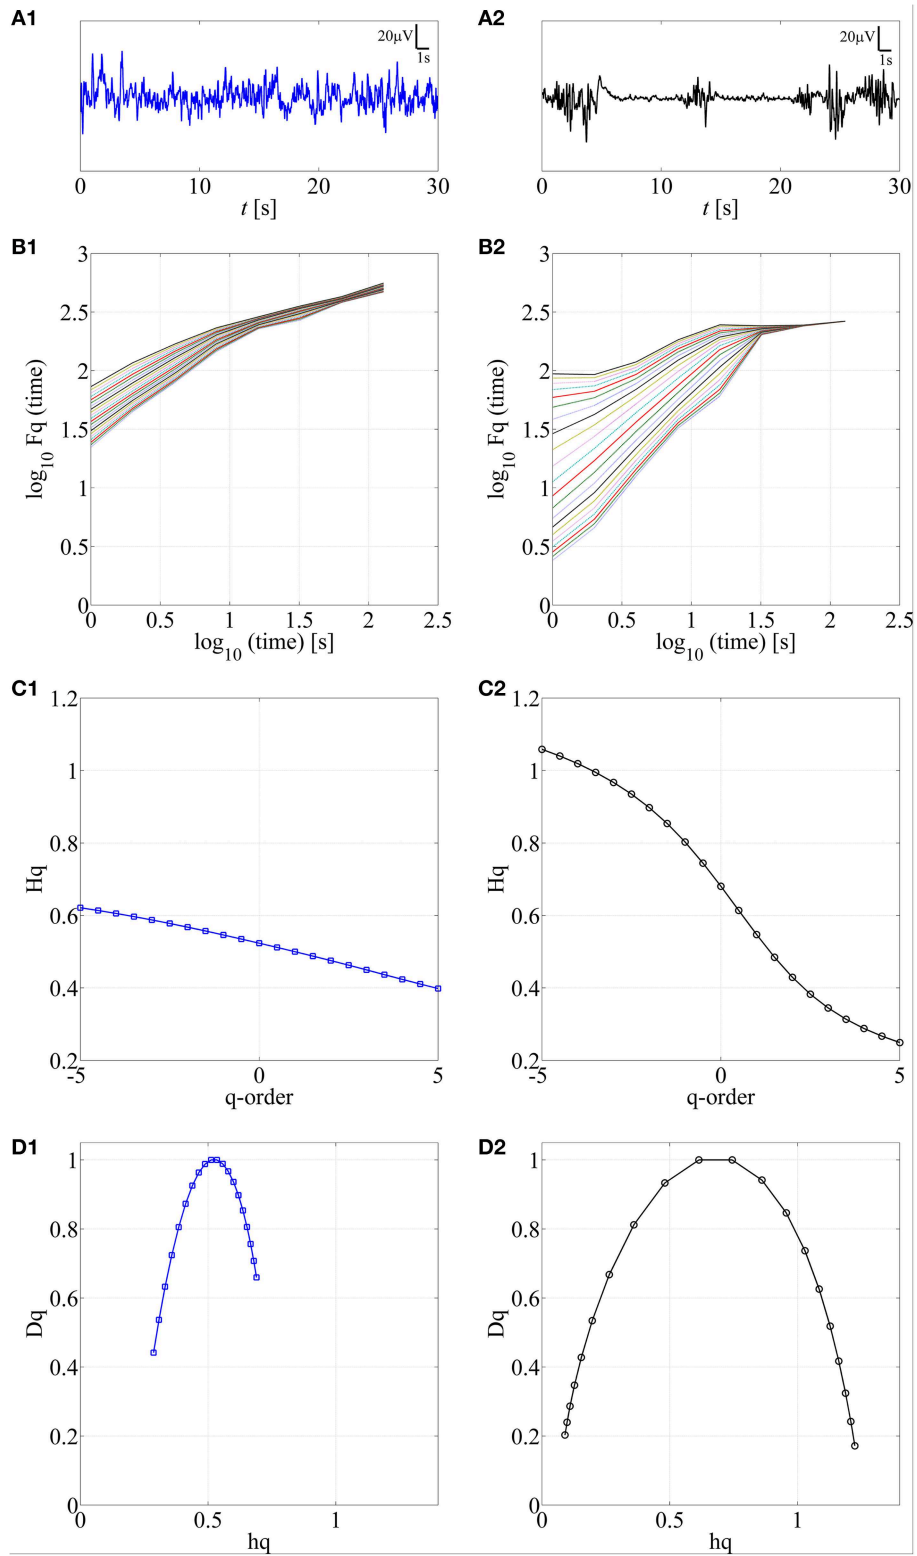 A1
A2
20μV
1s
20μV
1s
0 10 20 30
0 10 20 30
t [s]
t [s]
B1
B2
3
2.5
2
1.5
1
0.5
0
log10 Fq (time)
3
2.5
2
1.5
1
0.5
0
log10 Fq (time)
0 0.5 1 1.5 2 2.5
0 0.5 1 1.5 2 2.5
log10 (time) [s]
log10 (time) [s]
C1
C2
1.2
1
0.8
0.6
0.4
0.2
Hq
1.2
1
0.8
0.6
0.4
0.2
Hq
-5 0 5
-5 0 5
q-order
q-order
D1
D2
1
0.8
0.6
0.4
0.2
0
Dq
1
0.8
0.6
0.4
0.2
0
Dq
0 0.5 1
0 0.5 1
hq
hq